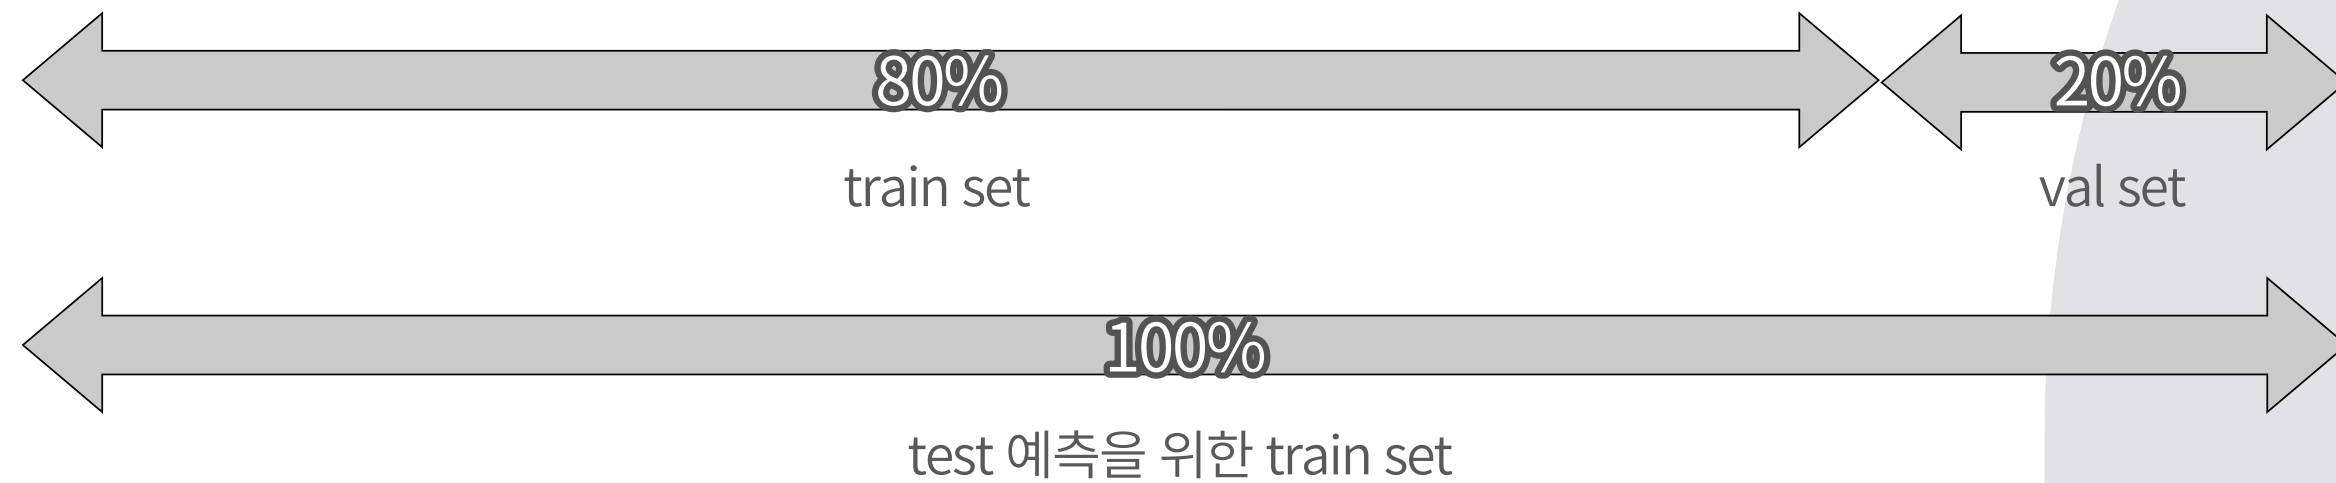 80%
20%
train set
val set
100%
test 예측을 위한 train set